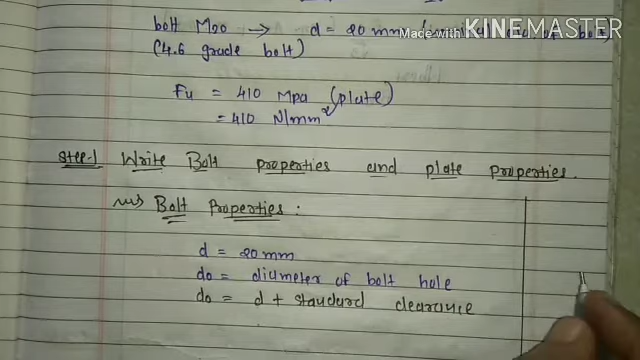 bolt M20 → d = 20 mm
Made with KINEMASTER
(4.6 grade bolt)
Fu = 410 Mpa (plate)
= 410 N/mm²
Step-1 Write Bolt properties and plate properties.
Bolt Properties :
d = 20 mm
do = diameter of bolt hole
do = d + standard clearance